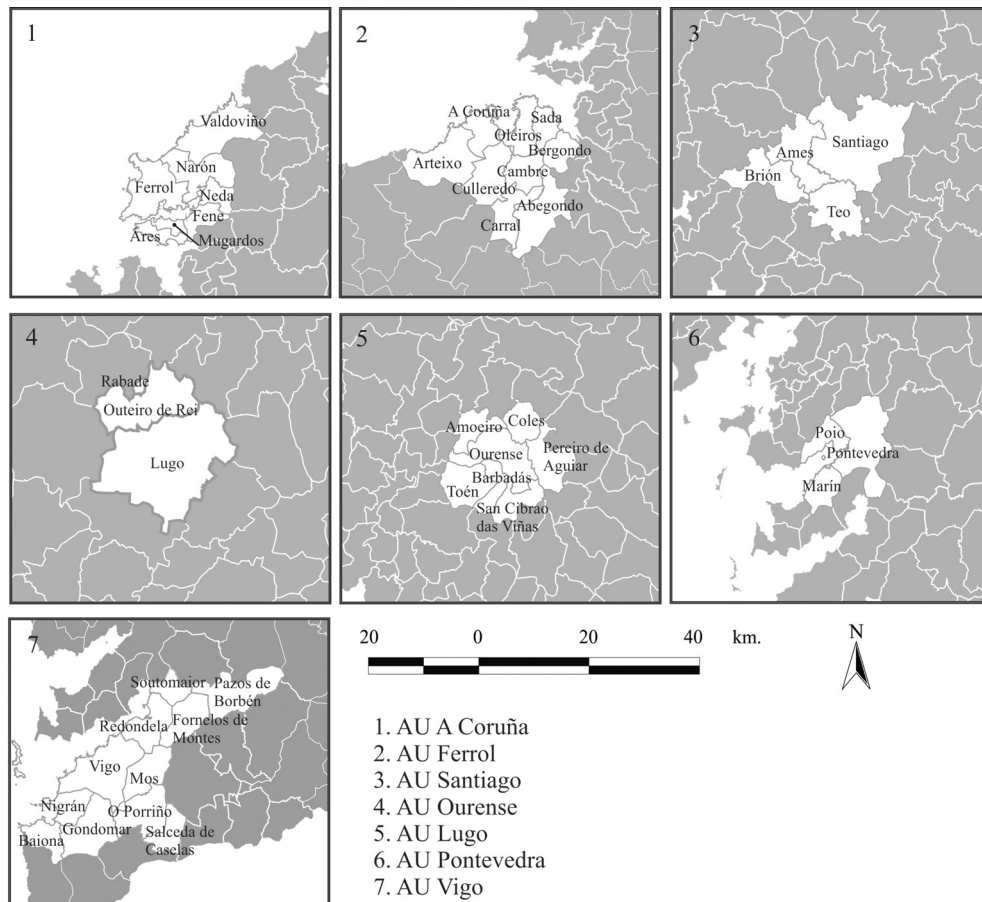 1
Valdoviño
Narón
Ferrol
Neda
Fene
Ares
Mugardos
2
A Coruña
Sada
Oleiros
Bergondo
Arteixo
Cambre
Culleredo
Abegondo
Carral
3
Santiago
Ames
Brión
Teo
4
Rabade
Outeiro de Rei
Lugo
5
Coles
Amoeiro
Ourense
Pereiro de
Aguiar
Barbadás
Toén
San Cibrao
das Viñas
6
Poio
Pontevedra
Marín
7
Soutomaior
Pazos de
Borbén
Redondela
Fornelos de
Montes
Vigo
Mos
Nigrán
O Porriño
Gondomar
Baiona
Salceda de
Caselas
20 0 20 40 km.
N
1. AU A Coruña
2. AU Ferrol
3. AU Santiago
4. AU Ourense
5. AU Lugo
6. AU Pontevedra
7. AU Vigo